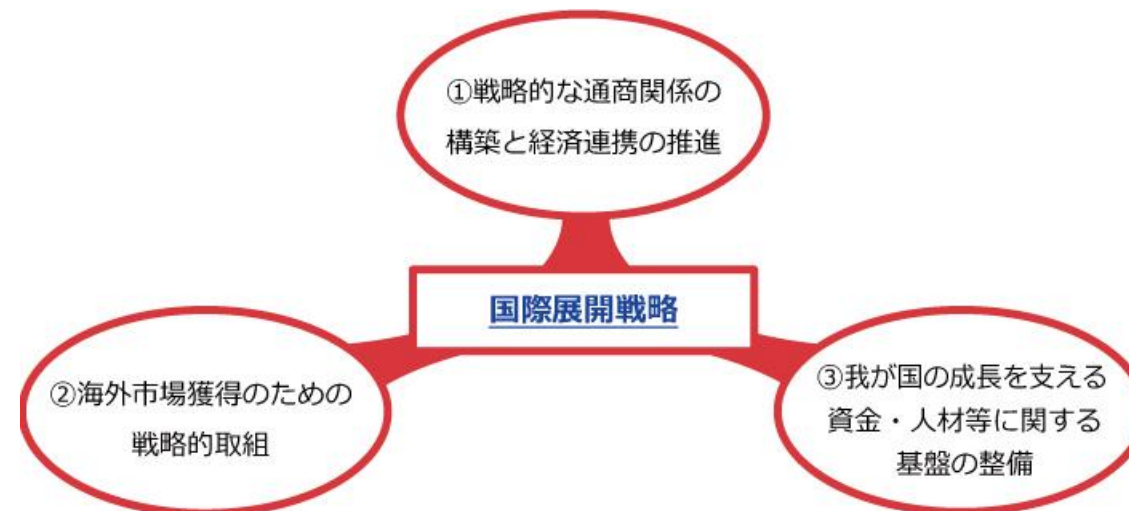 ①戦略的な通商関係の
構築と経済連携の推進
国際展開戦略
②海外市場獲得のための
戦略的取組
③我が国の成長を支える
資金・人材等に関する
基盤の整備